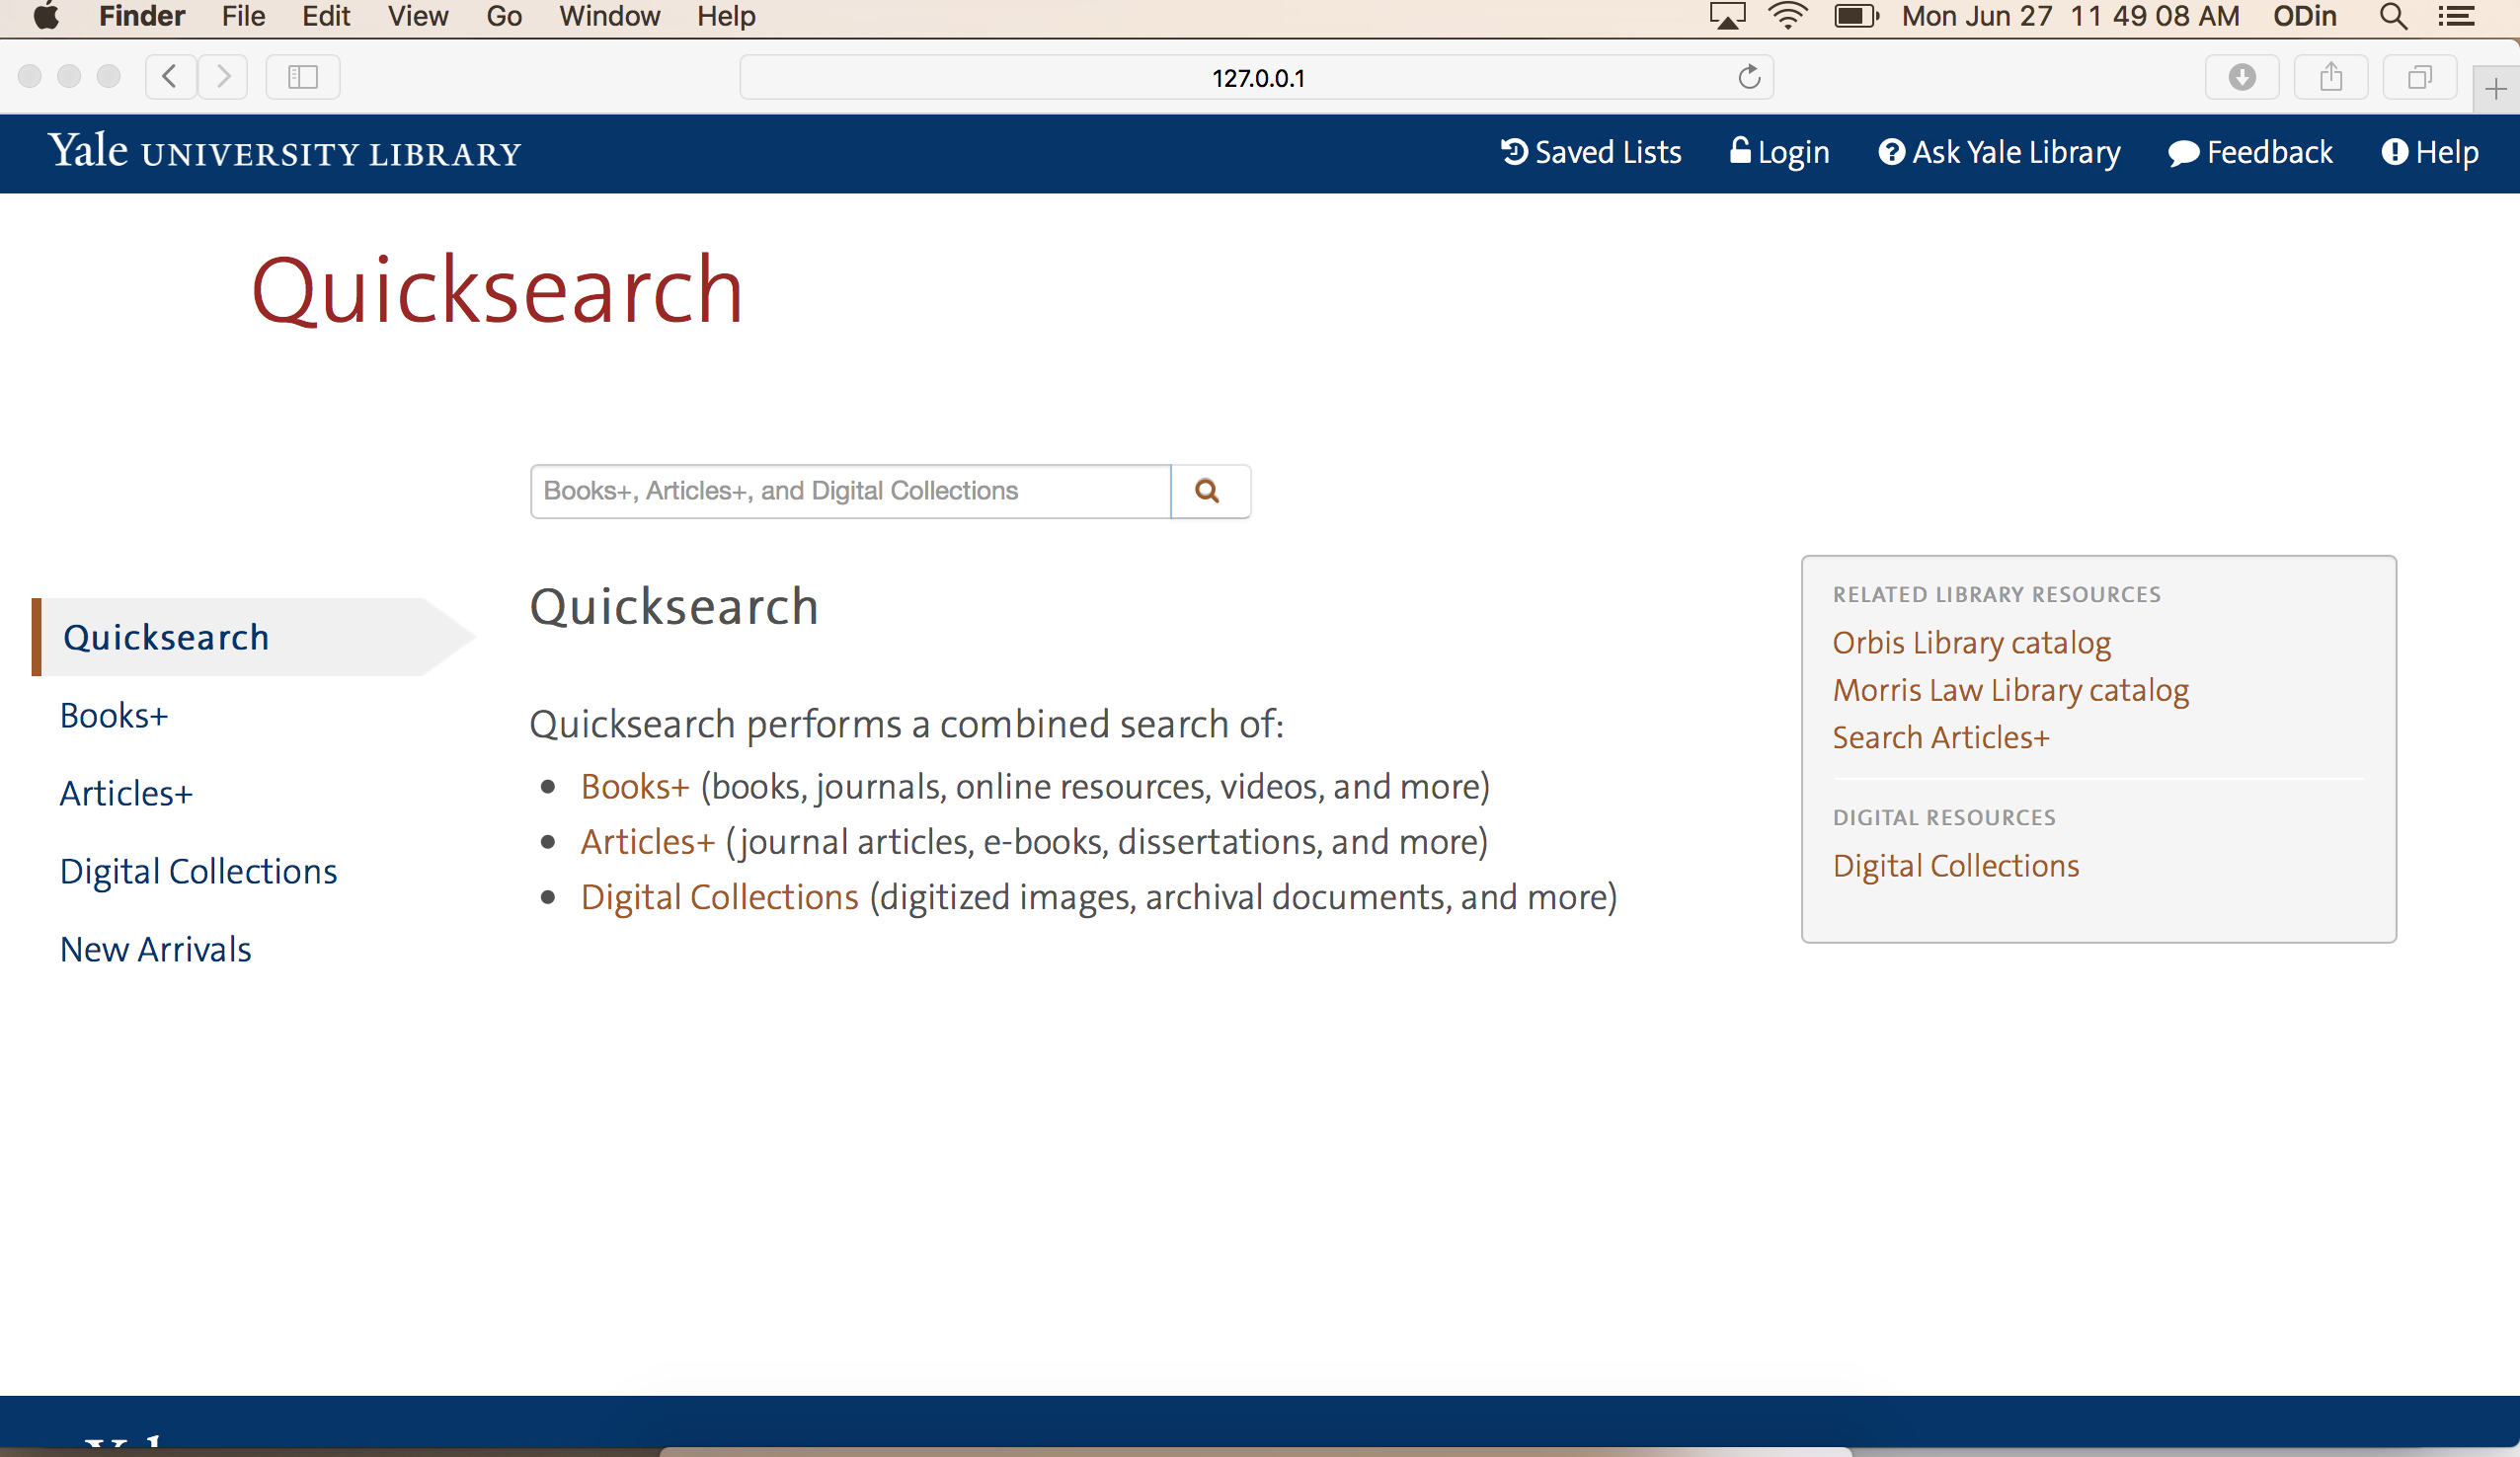 Finder File Edit View Go Window Help Mon Jun 27 11 49 08 AM ODin
127.0.0.1
Yale UNIVERSITY LIBRARY Saved Lists Login Ask Yale Library Feedback Help
Quicksearch
Books+, Articles+, and Digital Collections
Quicksearch
Books+
Articles+
Digital Collections
New Arrivals
Quicksearch
Quicksearch performs a combined search of:
Books+ (books, journals, online resources, videos, and more)
Articles+ (journal articles, e-books, dissertations, and more)
Digital Collections (digitized images, archival documents, and more)
RELATED LIBRARY RESOURCES
Orbis Library catalog
Morris Law Library catalog
Search Articles+
DIGITAL RESOURCES
Digital Collections